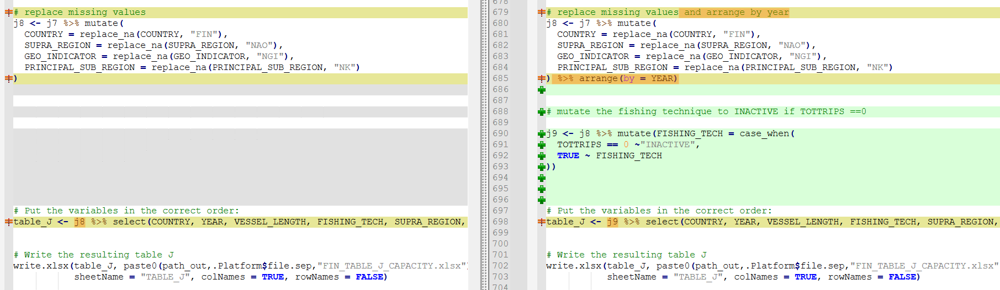 # replace missing values
j8 <- j7 %>% mutate(
  COUNTRY = replace_na(COUNTRY, "FIN"),
  SUPRA_REGION = replace_na(SUPRA_REGION, "NAO"),
  GEO_INDICATOR = replace_na(GEO_INDICATOR, "NGI"),
  PRINCIPAL_SUB_REGION = replace_na(PRINCIPAL_SUB_REGION, "NK")
)
# Put the variables in the correct order:
table_J <- j8 %>% select(COUNTRY, YEAR, VESSEL_LENGTH, FISHING_TECH, SUPRA_REGION,
# Write the resulting table J
write.xlsx(table_J, paste0(path_out,.Platform$file.sep,"FIN_TABLE_J_CAPACITY.xlsx")
           sheetName = "TABLE_J", colNames = TRUE, rowNames = FALSE)
678
679 # replace missing values and arrange by year
680 j8 <- j7 %>% mutate(
681   COUNTRY = replace_na(COUNTRY, "FIN"),
682   SUPRA_REGION = replace_na(SUPRA_REGION, "NAO"),
683   GEO_INDICATOR = replace_na(GEO_INDICATOR, "NGI"),
684   PRINCIPAL_SUB_REGION = replace_na(PRINCIPAL_SUB_REGION, "NK")
685 ) %>% arrange(by = YEAR)
686
687
688 # mutate the fishing technique to INACTIVE if TOTTRIPS ==0
689
690 j9 <- j8 %>% mutate(FISHING_TECH = case_when(
691   TOTTRIPS == 0 ~"INACTIVE",
692   TRUE ~ FISHING_TECH
693 ))
694
695
696
697 # Put the variables in the correct order:
698 table_J <- j9 %>% select(COUNTRY, YEAR, VESSEL_LENGTH, FISHING_TECH, SUPRA_REGION,
699
700
701 # Write the resulting table J
702 write.xlsx(table_J, paste0(path_out,.Platform$file.sep,"FIN_TABLE_J_CAPACITY.xlsx"
703            sheetName = "TABLE_J", colNames = TRUE, rowNames = FALSE)
704